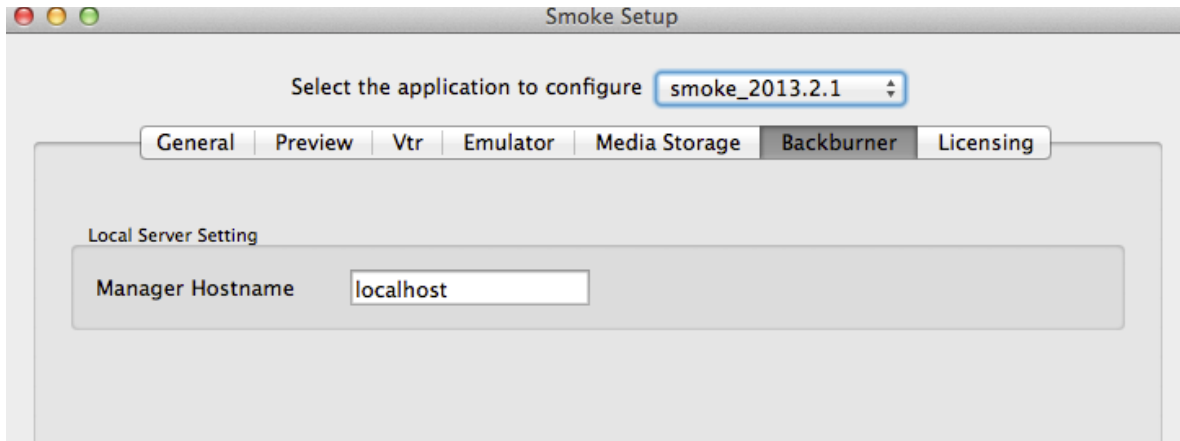 Smoke Setup
Select the application to configure smoke_2013.2.1
General Preview Vtr Emulator Media Storage Backburner Licensing
Local Server Setting
Manager Hostname localhost